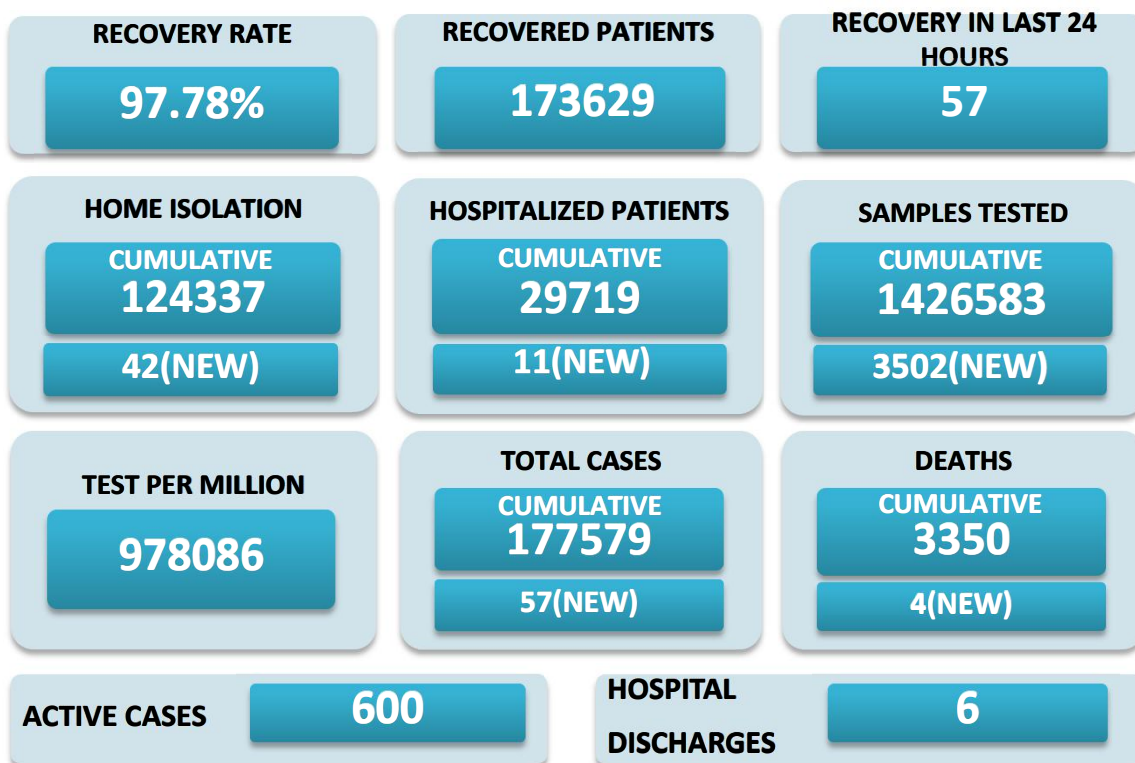 RECOVERY RATE
97.78%
RECOVERED PATIENTS
173629
RECOVERY IN LAST 24
HOURS
57
HOME ISOLATION
CUMULATIVE
124337
42(NEW)
HOSPITALIZED PATIENTS
CUMULATIVE
29719
11(NEW)
SAMPLES TESTED
CUMULATIVE
1426583
3502(NEW)
TEST PER MILLION
978086
TOTAL CASES
CUMULATIVE
177579
57(NEW)
DEATHS
CUMULATIVE
3350
4(NEW)
ACTIVE CASES
600
HOSPITAL
DISCHARGES
6